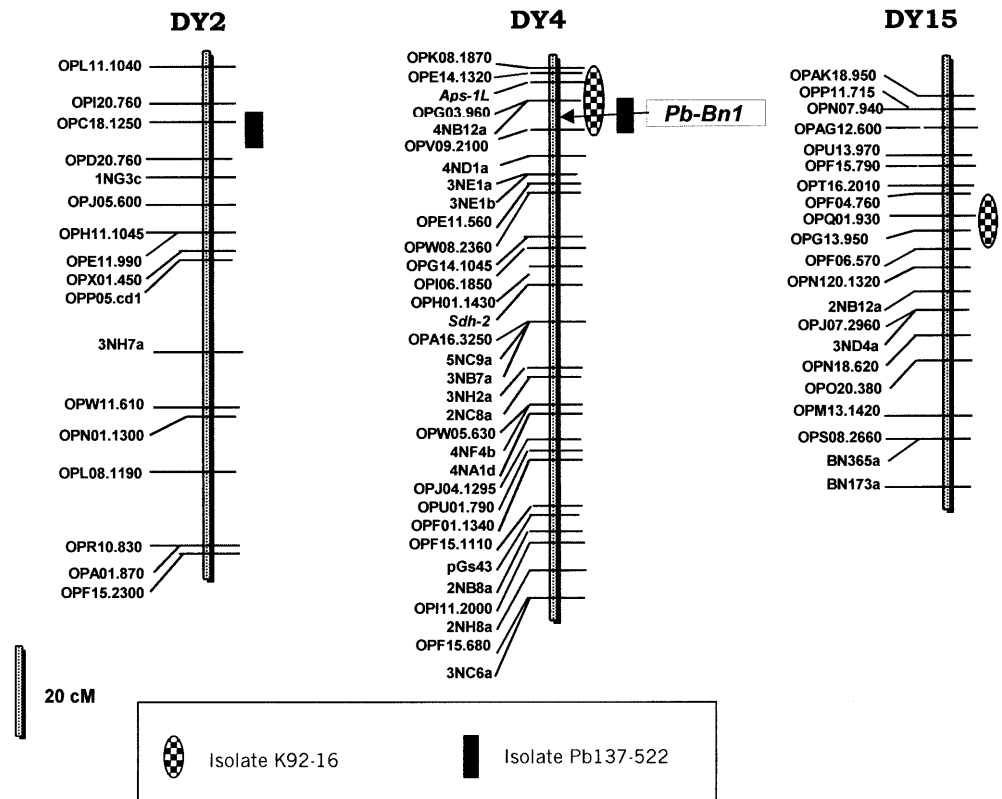 DY2
OPL11.1040
OPI20.760
OPC18.1250
OPD20.760
1NG3c
OPJ05.600
OPH11.1045
OPE11.990
OPX01.450
OPP05.cd1
3NH7a
OPW11.610
OPN01.1300
OPL08.1190
OPR10.830
OPA01.870
OPF15.2300
20 cM
DY4
OPK08.1870
OPE14.1320
Aps-1L
OPG03.960
4NB12a
OPV09.2100
4ND1a
3NE1a
3NE1b
OPE11.560
OPW08.2360
OPG14.1045
OPI06.1850
OPH01.1430
Sdh-2
OPA16.3250
5NC9a
3NB7a
3NH2a
2NC8a
OPW05.630
4NF4b
4NA1d
OPJ04.1295
OPU01.790
OPF01.1340
OPF15.1110
pGs43
2NB8a
OPI11.2000
2NH8a
OPF15.680
3NC6a
Pb-Bn1
DY15
OPAK18.950
OPP11.715
OPN07.940
OPAG12.600
OPU13.970
OPF15.790
OPT16.2010
OPF04.760
OPQ01.930
OPG13.950
OPF06.570
OPN120.1320
2NB12a
OPJ07.2960
3ND4a
OPN18.620
OPO20.380
OPM13.1420
OPS08.2660
BN365a
BN173a
Isolate K92-16
Isolate Pb137-522